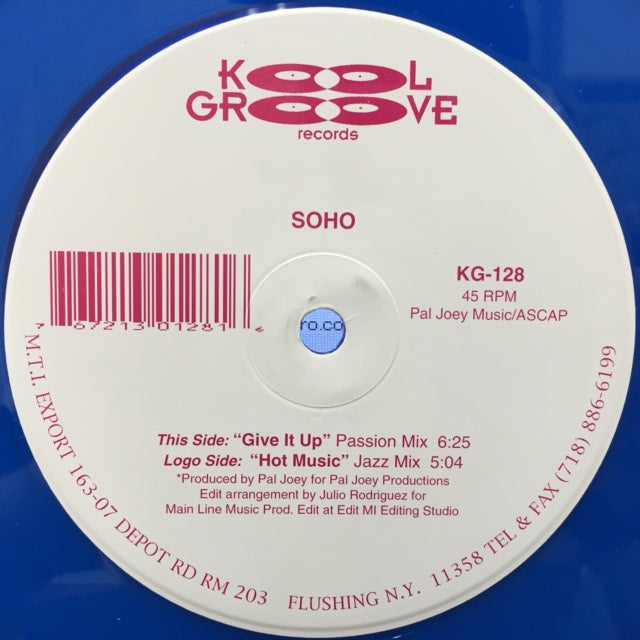 KOOL
GROOVE
records
SOHO
KG-128
45 RPM
Pal Joey Music/ASCAP
7 67213 01281 6
ro.co
This Side: “Give It Up” Passion Mix 6:25
Logo Side: “Hot Music” Jazz Mix 5:04
*Produced by Pal Joey for Pal Joey Productions
Edit arrangement by Julio Rodriguez for
Main Line Music Prod. Edit at Edit MI Editing Studio
M.T.I. EXPORT 163-07 DEPOT RD RM 203 FLUSHING N.Y. 11358 TEL & FAX (718) 886-6199